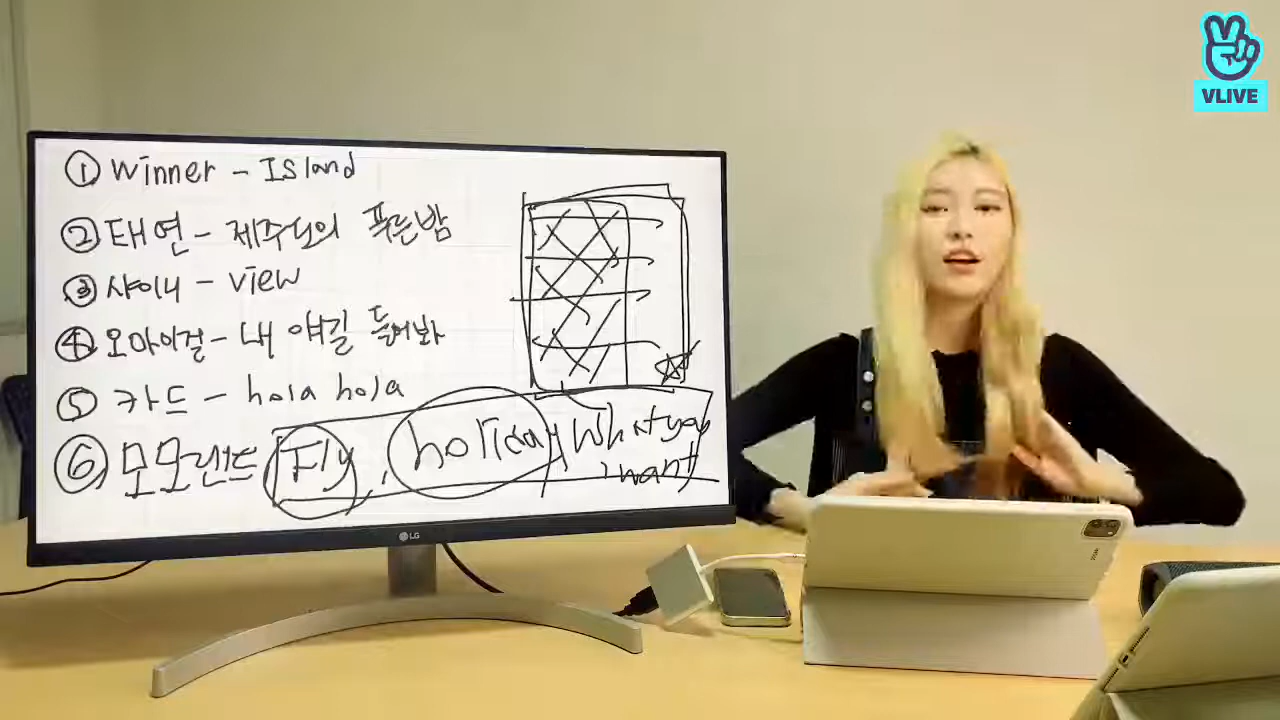 ① Winner - Island
② 태연 - 제주도의 푸른밤
③ 샤이니 - view
④ 오마이걸 - 내 얘길 들어봐
⑤ 카드 - hola hola
⑥ 모모랜드 Fly, holiday, What you want
LG
VLIVE